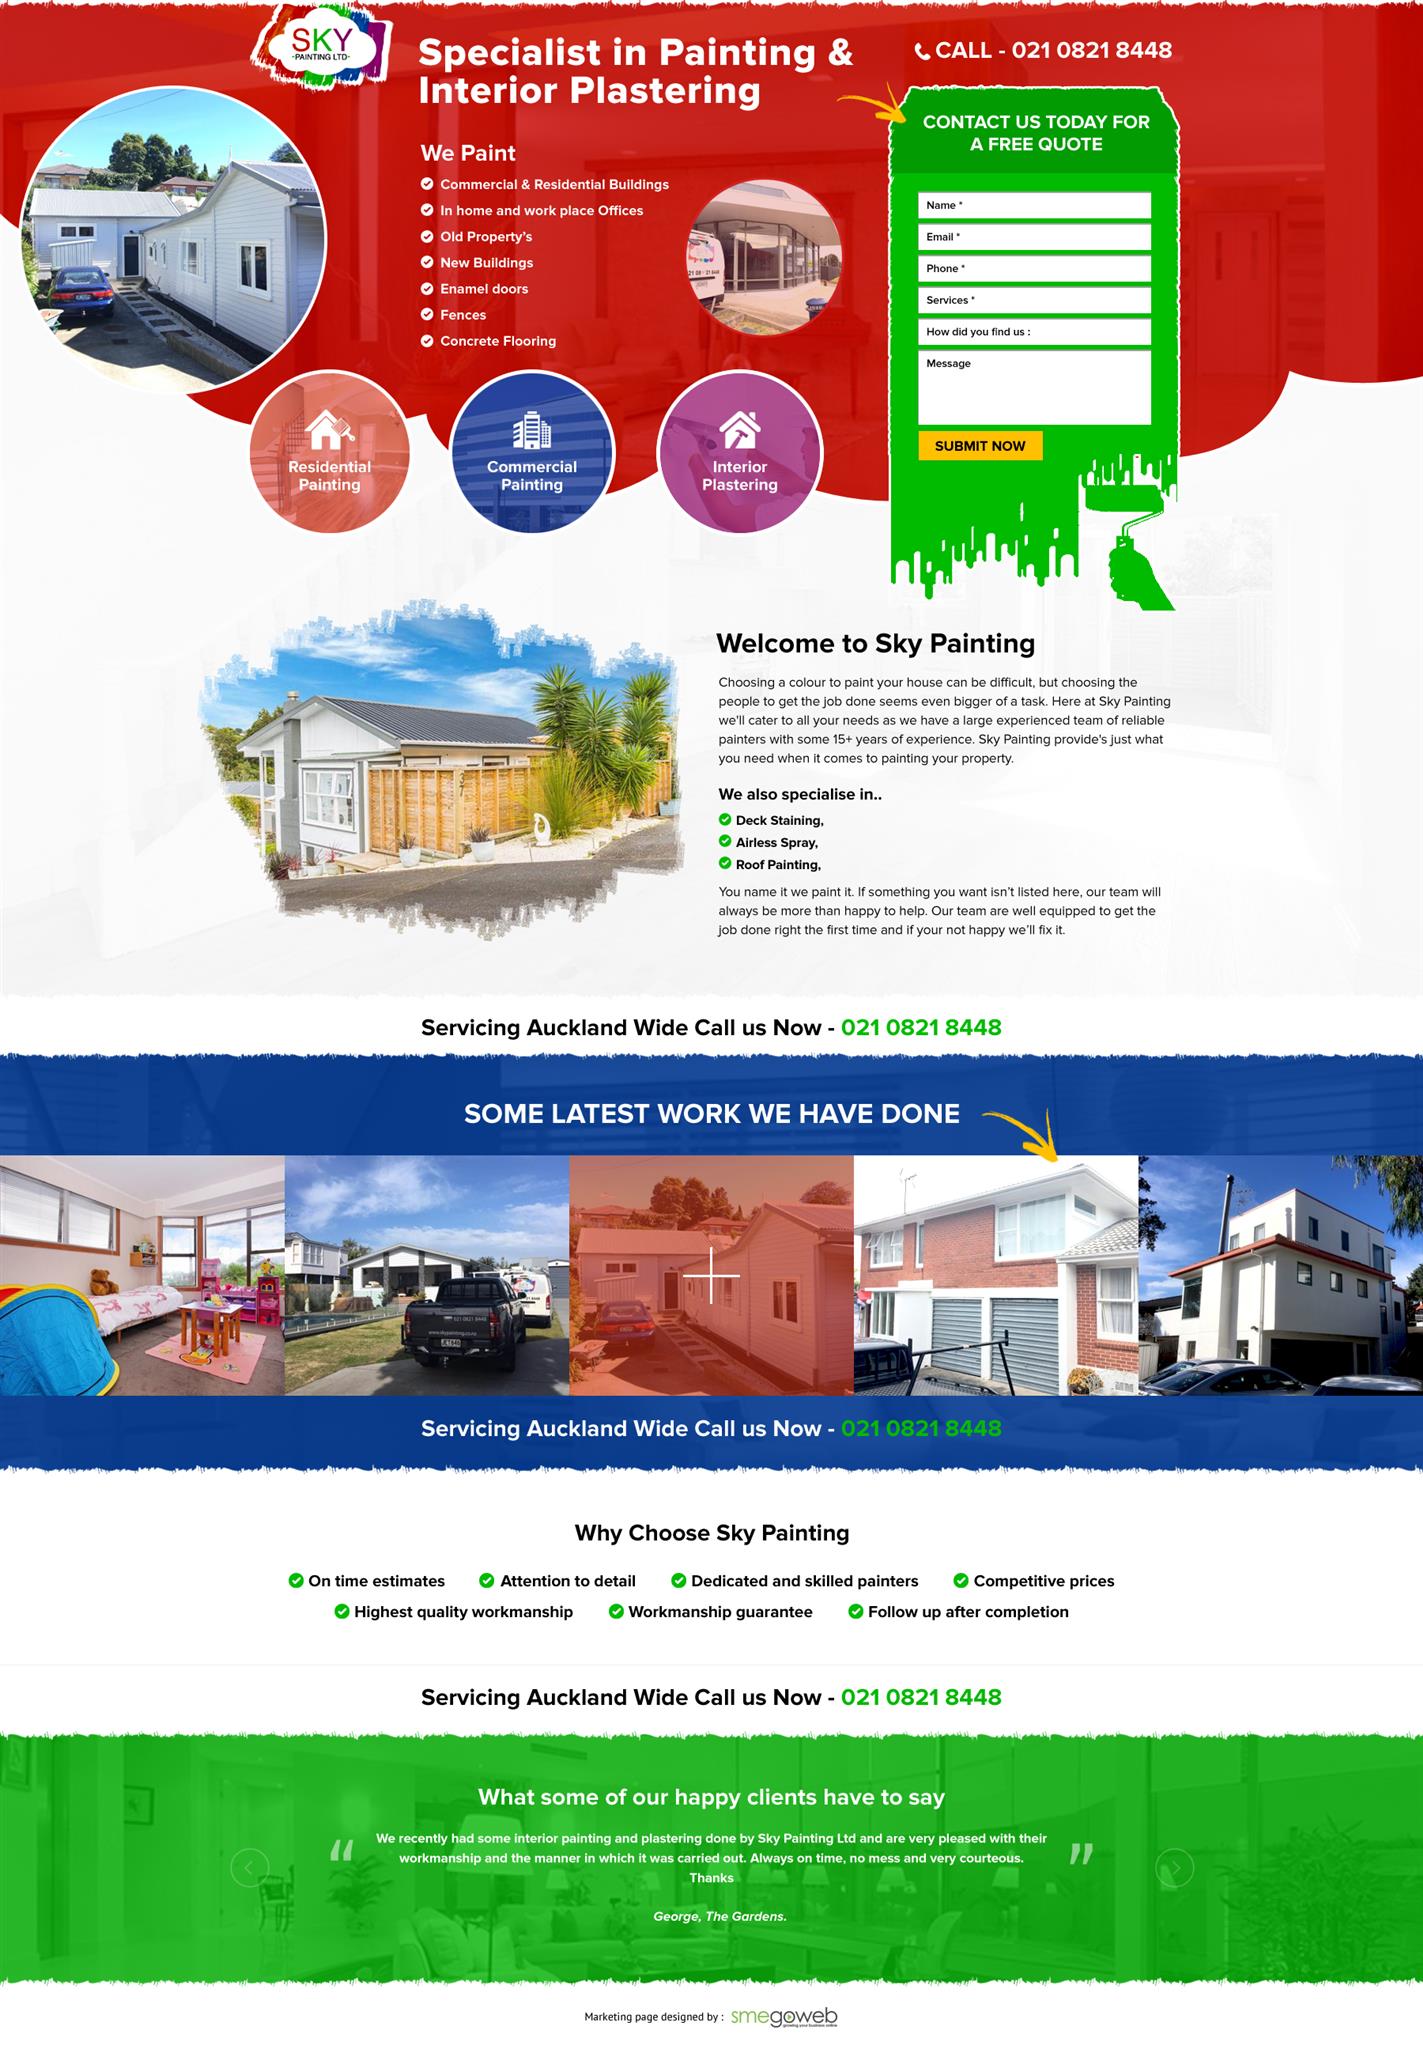 SKY
-PAINTING LTD-
Specialist in Painting &
Interior Plastering
CALL - 021 0821 8448
CONTACT US TODAY FOR
A FREE QUOTE
Name *
Email *
Phone *
Services *
How did you find us :
Message
SUBMIT NOW
We Paint
Commercial & Residential Buildings
In home and work place Offices
Old Property's
New Buildings
Enamel doors
Fences
Concrete Flooring
Residential
Painting
Commercial
Painting
Interior
Plastering
Welcome to Sky Painting
Choosing a colour to paint your house can be difficult, but choosing the
people to get the job done seems even bigger of a task. Here at Sky Painting
we'll cater to all your needs as we have a large experienced team of reliable
painters with some 15+ years of experience. Sky Painting provide's just what
you need when it comes to painting your property.
We also specialise in..
Deck Staining,
Airless Spray,
Roof Painting,
You name it we paint it. If something you want isn't listed here, our team will
always be more than happy to help. Our team are well equipped to get the
job done right the first time and if your not happy we'll fix it.
Servicing Auckland Wide Call us Now - 021 0821 8448
SOME LATEST WORK WE HAVE DONE
021 0821 8448
www.skypainting.co.nz
Servicing Auckland Wide Call us Now - 021 0821 8448
Why Choose Sky Painting
On time estimates Attention to detail Dedicated and skilled painters Competitive prices
Highest quality workmanship Workmanship guarantee Follow up after completion
Servicing Auckland Wide Call us Now - 021 0821 8448
What some of our happy clients have to say
“ We recently had some interior painting and plastering done by Sky Painting Ltd and are very pleased with their
workmanship and the manner in which it was carried out. Always on time, no mess and very courteous. ”
Thanks
George, The Gardens.
Marketing page designed by : smegoweb
growing your business online